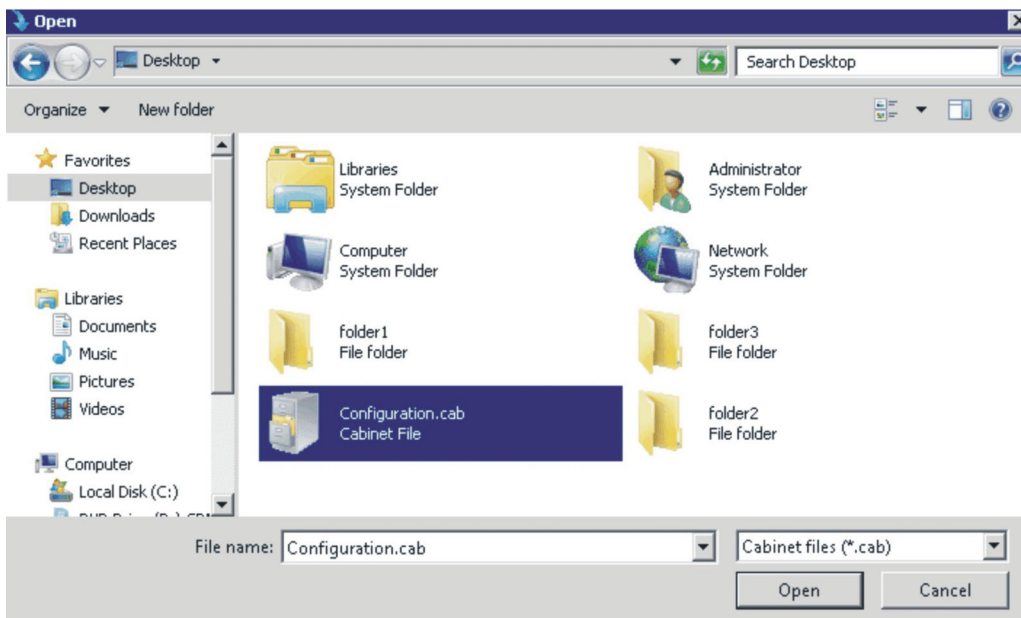 Open
Desktop
Search Desktop
Organize
New folder
Favorites
Desktop
Downloads
Recent Places
Libraries
Documents
Music
Pictures
Videos
Computer
Local Disk (C:)
Libraries
System Folder
Administrator
System Folder
Computer
System Folder
Network
System Folder
folder1
File folder
folder3
File folder
Configuration.cab
Cabinet File
folder2
File folder
File name: Configuration.cab
Cabinet files (*.cab)
Open
Cancel